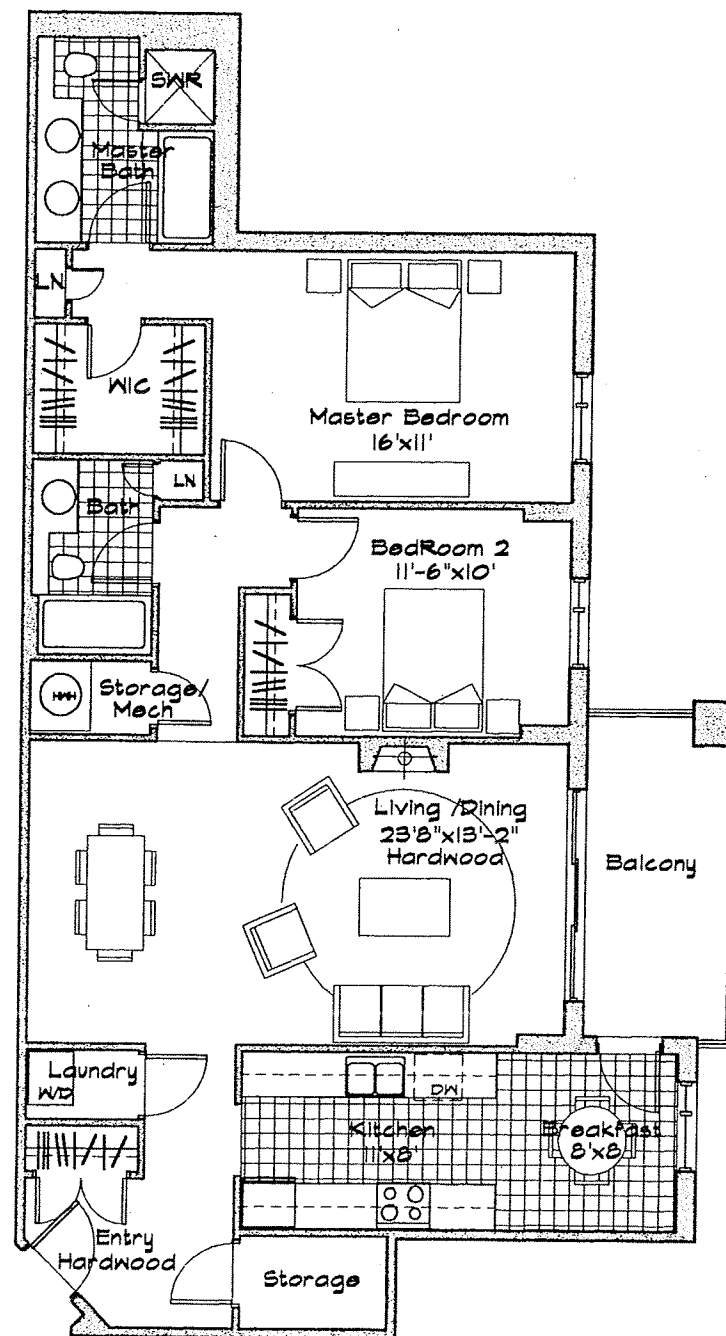 SWR
Master
Bath
LN
WIC
Master Bedroom
16'x11'
LN
Bath
BedRoom 2
11'-6"x10'
HWH
Storage/
Mech
Living /Dining
23'8"x13'-2"
Hardwood
Balcony
Laundry
W/D
DW
Kitchen
11'x8'
Breakfast
8'x8'
Entry
Hardwood
Storage